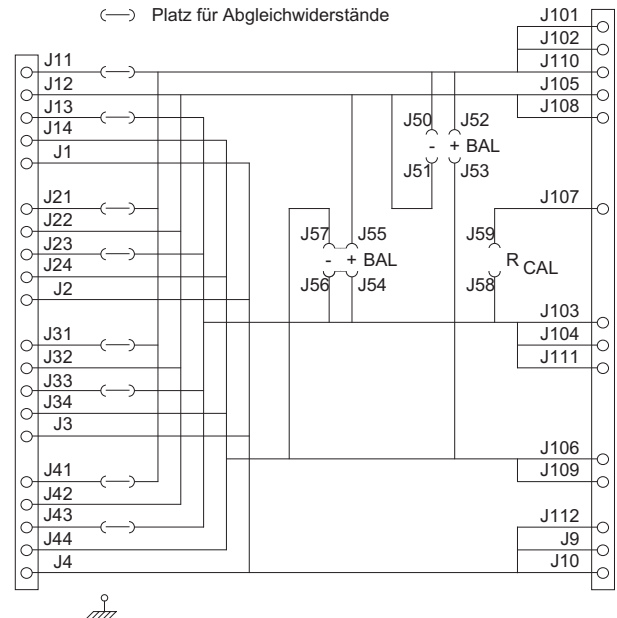 Platz für Abgleichwiderstände
J101
J102
J11
J110
J12
J105
J13
J108
J14
J50
J52
J1
- + BAL
J51
J53
J21
J107
J22
J57
J55
J59
J23
- + BAL
R CAL
J24
J56
J54
J58
J2
J103
J31
J104
J32
J111
J33
J34
J3
J106
J41
J109
J42
J43
J112
J44
J9
J4
J10